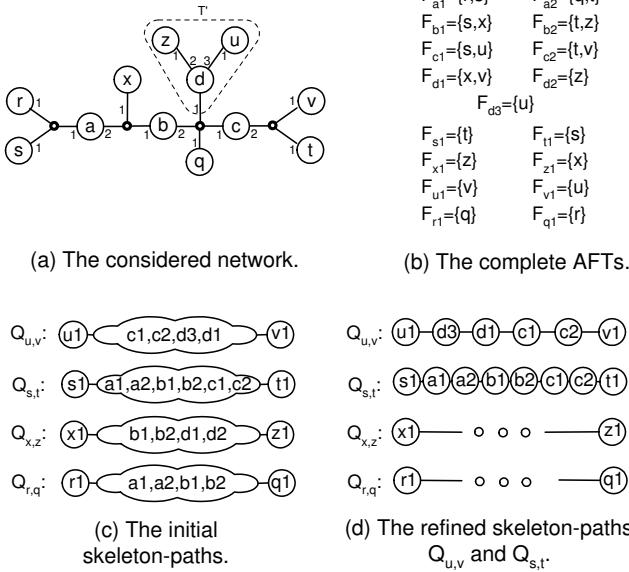 T'
F_a1={r,s} F_a2={q,t}
F_b1={s,x} F_b2={t,z}
F_c1={s,u} F_c2={t,v}
F_d1={x,v} F_d2={z}
F_d3={u}
F_s1={t} F_t1={s}
F_x1={z} F_z1={x}
F_u1={v} F_v1={u}
F_r1={q} F_q1={r}
z u
1 2 3 1
d
1
x
1
r 1
v
1
1 a 2 1 b 2 1 c 2
1
s 1
q
1 t
(a) The considered network.
(b) The complete AFTs.
Q_u,v: u1 c1,c2,d3,d1 v1
Q_s,t: s1 a1,a2,b1,b2,c1,c2 t1
Q_x,z: x1 b1,b2,d1,d2 z1
Q_r,q: r1 a1,a2,b1,b2 q1
(c) The initial
skeleton-paths.
Q_u,v: u1 d3 d1 c1 c2 v1
Q_s,t: s1 a1 a2 b1 b2 c1 c2 t1
Q_x,z: x1 z1
Q_r,q: r1 q1
(d) The refined skeleton-paths
Q_u,v and Q_s,t.